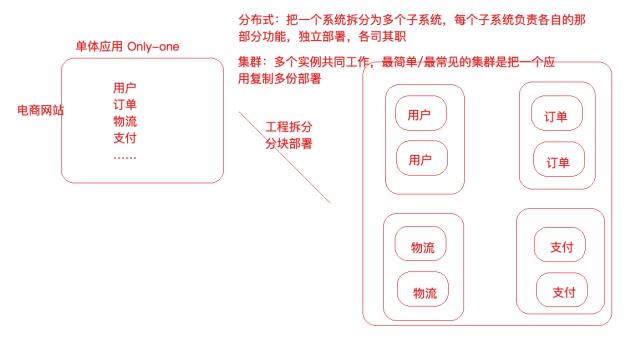 分布式：把一个系统拆分为多个子系统，每个子系统负责各自的那
部分功能，独立部署，各司其职
单体应用 Only-one
集群：多个实例共同工作，最简单/最常见的集群是把一个应
用复制多份部署
电商网站
用户
订单
物流
支付
······
工程拆分
分块部署
用户
用户
订单
订单
物流
物流
支付
支付